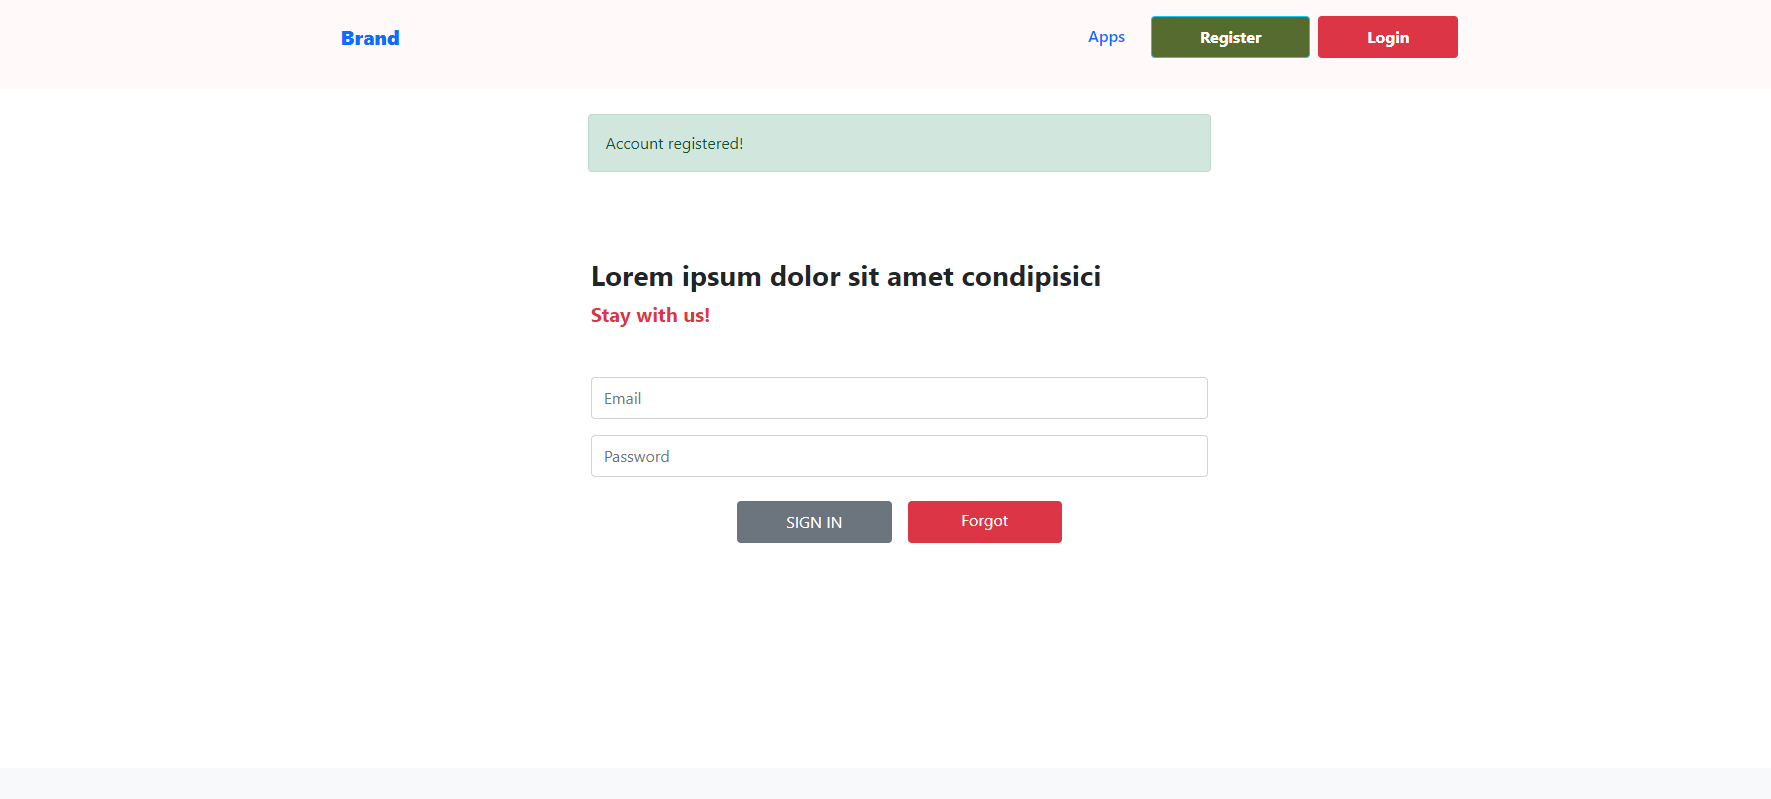 Brand
Apps
Register
Login
Account registered!
Lorem ipsum dolor sit amet condipisici
Stay with us!
Email
Password
SIGN IN
Forgot